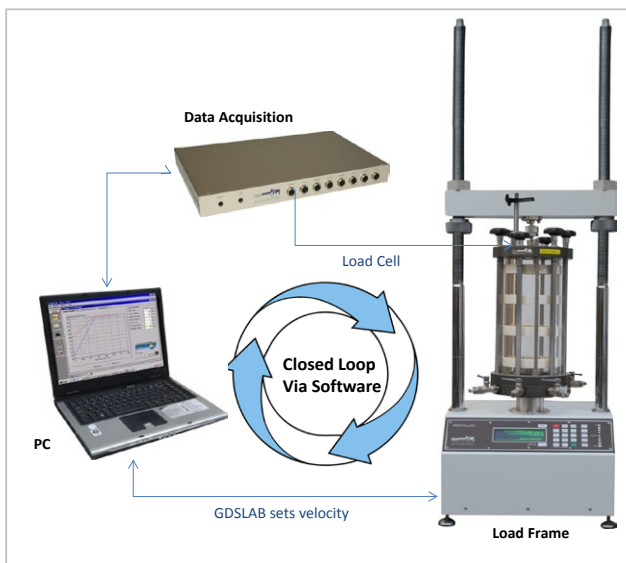 Data Acquisition
Load Cell
Closed Loop
Via Software
PC
GDSLAB sets velocity
Load Frame